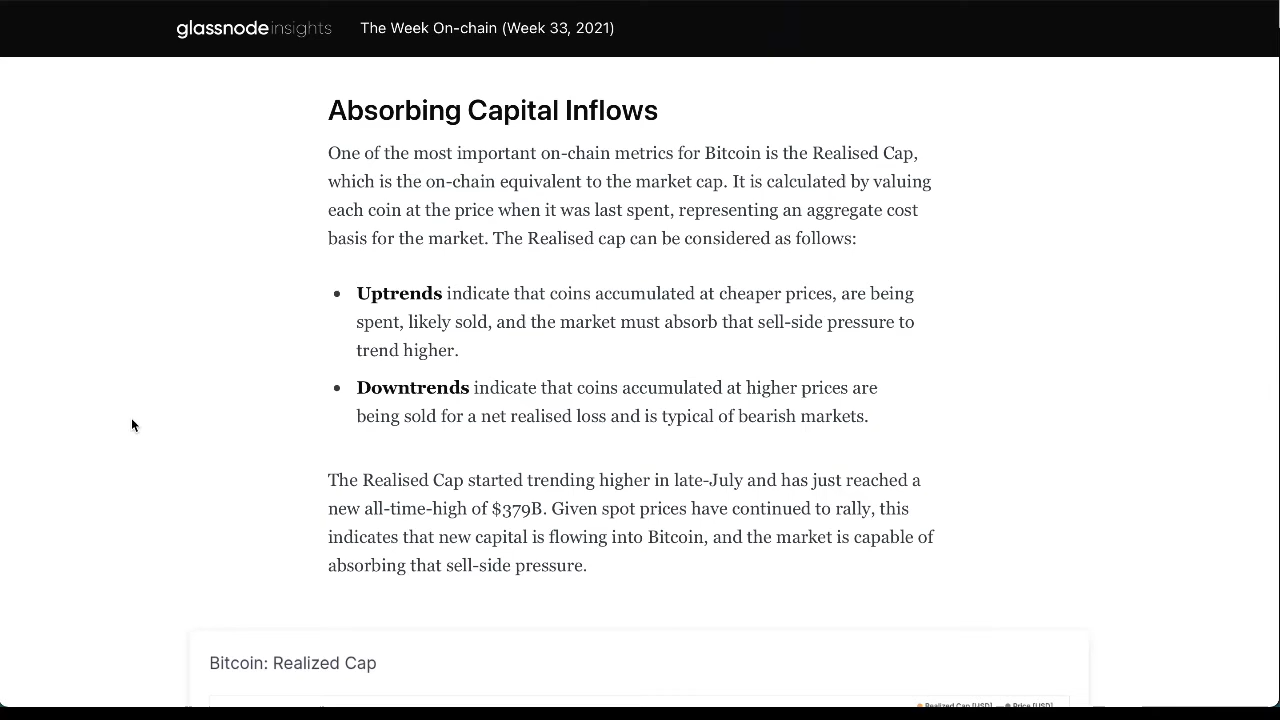 glassnode insights The Week On-chain (Week 33, 2021)
Absorbing Capital Inflows
One of the most important on-chain metrics for Bitcoin is the Realised Cap,
which is the on-chain equivalent to the market cap. It is calculated by valuing
each coin at the price when it was last spent, representing an aggregate cost
basis for the market. The Realised cap can be considered as follows:
• Uptrends indicate that coins accumulated at cheaper prices, are being
spent, likely sold, and the market must absorb that sell-side pressure to
trend higher.
• Downtrends indicate that coins accumulated at higher prices are
being sold for a net realised loss and is typical of bearish markets.
The Realised Cap started trending higher in late-July and has just reached a
new all-time-high of $379B. Given spot prices have continued to rally, this
indicates that new capital is flowing into Bitcoin, and the market is capable of
absorbing that sell-side pressure.
Bitcoin: Realized Cap
Realized Cap [USD] Price [USD]